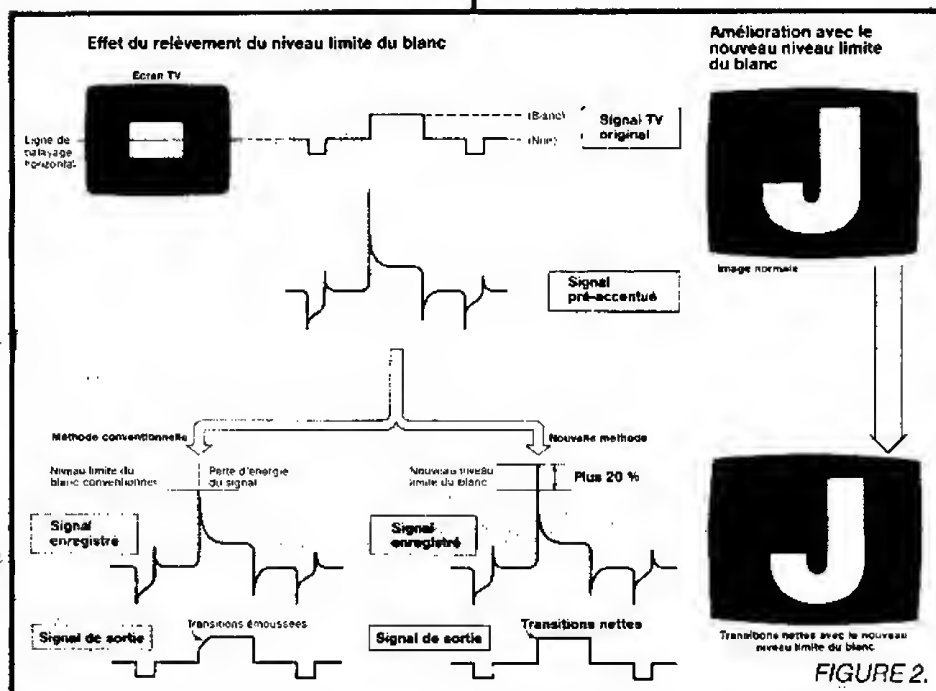 Effet du relèvement du niveau limite du blanc
Amélioration avec le
nouveau niveau limite
du blanc
Écran TV
Ligne de
balayage
horizontal
(Blanc)
(Noir)
Signal TV
original
Image normale
Signal
pré-accentué
Méthode conventionnelle
Nouvelle méthode
Niveau limite du
blanc conventionnel
Perte d'énergie
du signal
Nouveau niveau
limite du blanc
Plus 20 %
Signal
enregistré
Signal
enregistré
Signal de sortie
Transitions émoussées
Signal de sortie
Transitions nettes
J
J
Transitions nettes avec le nouveau
niveau limite du blanc
FIGURE 2.